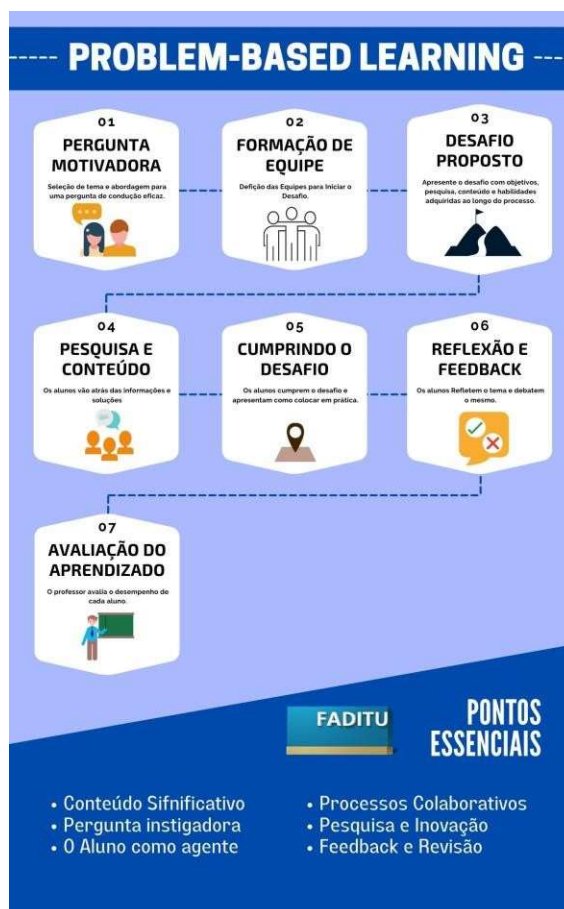 PROBLEM-BASED LEARNING
01
PERGUNTA
MOTIVADORA
Seleção de tema e abordagem para
uma pergunta de condução eficaz.
02
FORMAÇÃO DE
EQUIPE
Defição das Equipes para Iniciar o
Desafio.
03
DESAFIO
PROPOSTO
Apresente o desafio com objetivos,
pesquisa, conteúdo e habilidades
adquiridas ao longo do processo.
04
PESQUISA E
CONTEÚDO
Os alunos vão atrás das informações e
soluções
05
CUMPRINDO O
DESAFIO
Os alunos cumprem o desafio e
apresentam como colocar em prática.
06
REFLEXÃO E
FEEDBACK
Os alunos Refletem o tema e debatem
o mesmo.
07
AVALIAÇÃO DO
APRENDIZADO
O professor avalia o desempenho de
cada aluno.
FADITU
PONTOS
ESSENCIAIS
• Conteúdo Sifnificativo
• Pergunta instigadora
• O Aluno como agente
• Processos Colaborativos
• Pesquisa e Inovação
• Feedback e Revisão